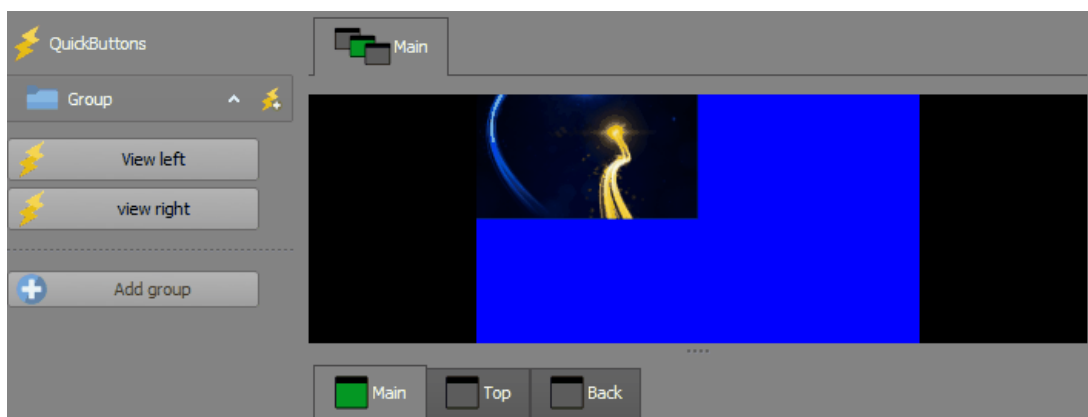 QuickButtons
Group
View left
view right
Add group
Main
Main
Top
Back